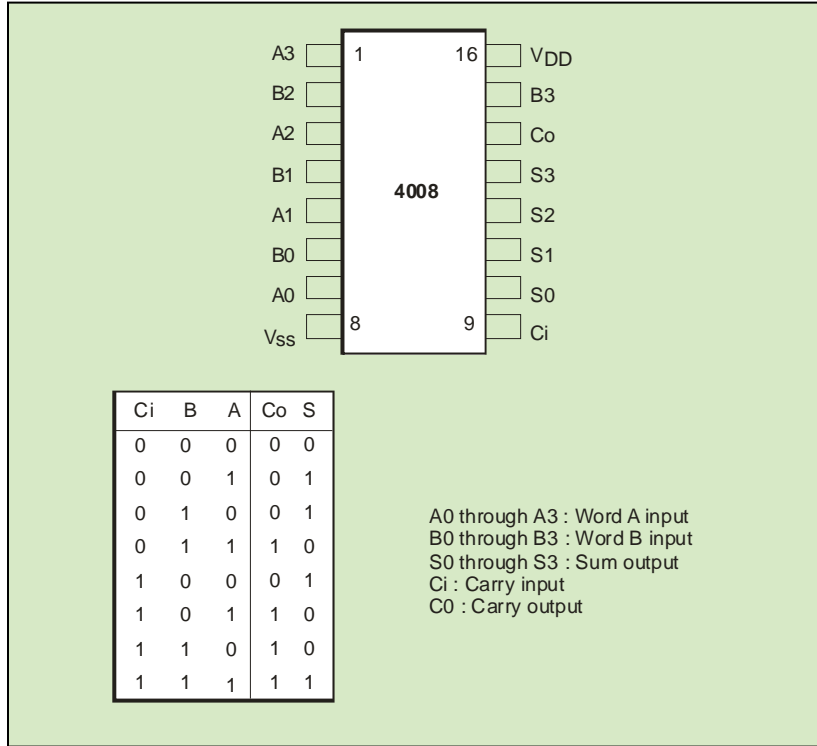 A3 1 16 VDD
B2 B3
A2 Co
B1 S3
4008
A1 S2
B0 S1
A0 S0
Vss 8 9 Ci
Ci B A Co S
0 0 0 0 0
0 0 1 0 1
0 1 0 0 1
0 1 1 1 0
1 0 0 0 1
1 0 1 1 0
1 1 0 1 0
1 1 1 1 1
A0 through A3 : Word A input
B0 through B3 : Word B input
S0 through S3 : Sum output
Ci : Carry input
C0 : Carry output